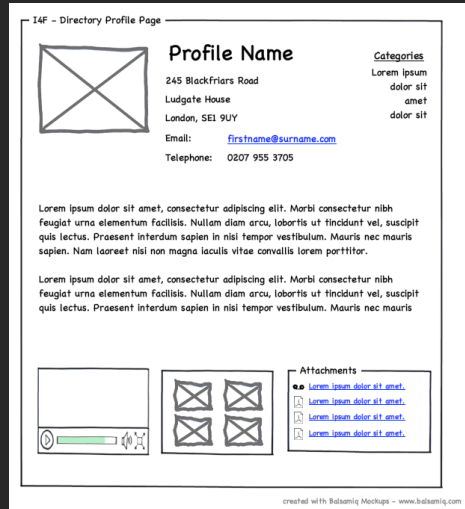 I4F - Directory Profile Page
Profile Name
245 Blackfriars Road
Ludgate House
London, SE1 9UY
Email: firstname@surname.com
Telephone: 0207 955 3705
Categories
Lorem ipsum
dolor sit
amet
dolor sit
Lorem ipsum dolor sit amet, consectetur adipiscing elit. Morbi consectetur nibh
feugiat urna elementum facilisis. Nullam diam arcu, lobortis ut tincidunt vel, suscipit
quis lectus. Praesent interdum sapien in nisi tempor vestibulum. Mauris nec mauris
sapien. Nam laoreet nisi non magna iaculis vitae convallis lorem porttitor.
Lorem ipsum dolor sit amet, consectetur adipiscing elit. Morbi consectetur nibh
feugiat urna elementum facilisis. Nullam diam arcu, lobortis ut tincidunt vel, suscipit
quis lectus. Praesent interdum sapien in nisi tempor vestibulum. Mauris nec mauris
Attachments
Lorem ipsum dolor sit amet.
Lorem ipsum dolor sit amet.
Lorem ipsum dolor sit amet.
Lorem ipsum dolor sit amet.
created with Balsamiq Mockups - www.balsamiq.com